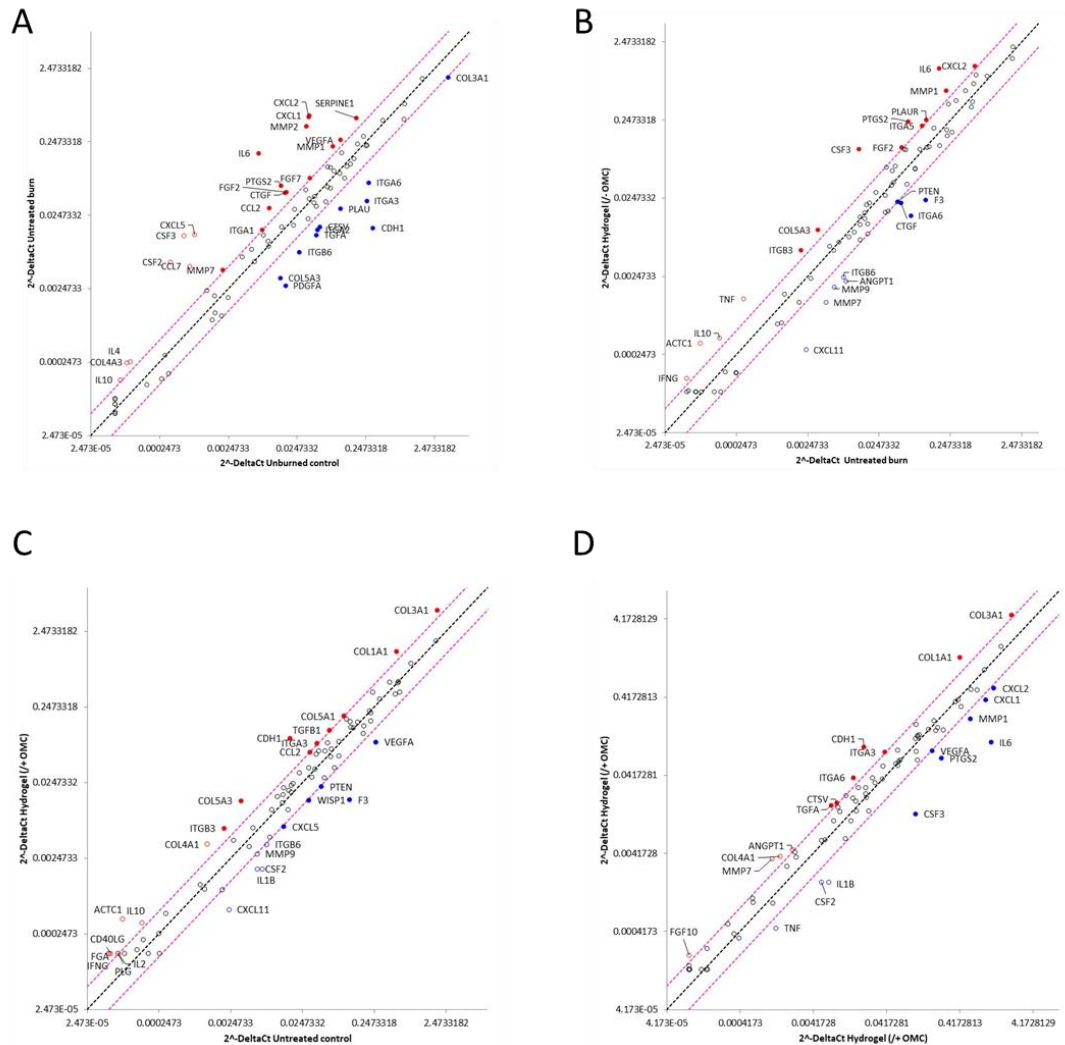 A
2.4733182
0.2473318
0.0247332
0.0024733
0.0002473
2.473E-05
2.473E-05
0.0002473
0.0024733
0.0247332
0.2473318
2.4733182
2^-DeltaCt Untreated burn
2^-DeltaCt Unburned control
COL3A1
CXCL2
SERPINE1
CXCL1
MMP2
VEGFA
MMP1
IL6
PTGS2
FGF7
FGF2
CTGF
CCL2
ITGA6
ITGA3
PLAU
CXCL5
CSF3
ITGA1
CTSV
TGFA
CDH1
ITGB6
CSF2
CCL7
MMP7
COL5A3
PDGFA
IL4
COL4A3
IL10
B
2.4733182
0.2473318
0.0247332
0.0024733
0.0002473
2.473E-05
2.473E-05
0.0002473
0.0024733
0.0247332
0.2473318
2.4733182
2^-DeltaCt Hydrogel (/- OMC)
2^-DeltaCt Untreated burn
IL6
CXCL2
MMP1
PLAUR
PTGS2
ITGA5
CSF3
FGF2
PTEN
F3
ITGA6
CTGF
COL5A3
ITGB3
ITGB6
ANGPT1
MMP9
MMP7
TNF
IL10
ACTC1
CXCL11
IFNG
C
2.4733182
0.2473318
0.0247332
0.0024733
0.0002473
2.473E-05
2.473E-05
0.0002473
0.0024733
0.0247332
0.2473318
2.4733182
2^-DeltaCt Hydrogel (/+ OMC)
2^-DeltaCt Untreated control
COL3A1
COL1A1
COL5A1
TGFB1
CDH1
ITGA3
CCL2
VEGFA
PTEN
COL5A3
WISP1
F3
ITGB3
CXCL5
COL4A1
ITGB6
MMP9
CSF2
IL1B
ACTC1
IL10
CXCL11
CD40LG
FGA
IL2
IFNG
PLG
D
4.1728129
0.4172813
0.0417281
0.0041728
0.0004173
4.173E-05
4.173E-05
0.0004173
0.0041728
0.0417281
0.4172813
4.1728129
2^-DeltaCt Hydrogel (/+ OMC)
2^-DeltaCt Hydrogel (/+ OMC)
COL3A1
COL1A1
CXCL2
CXCL1
MMP1
CDH1
ITGA3
IL6
VEGFA
PTGS2
ITGA6
CTSV
TGFA
CSF3
ANGPT1
COL4A1
MMP7
IL1B
CSF2
TNF
FGF10